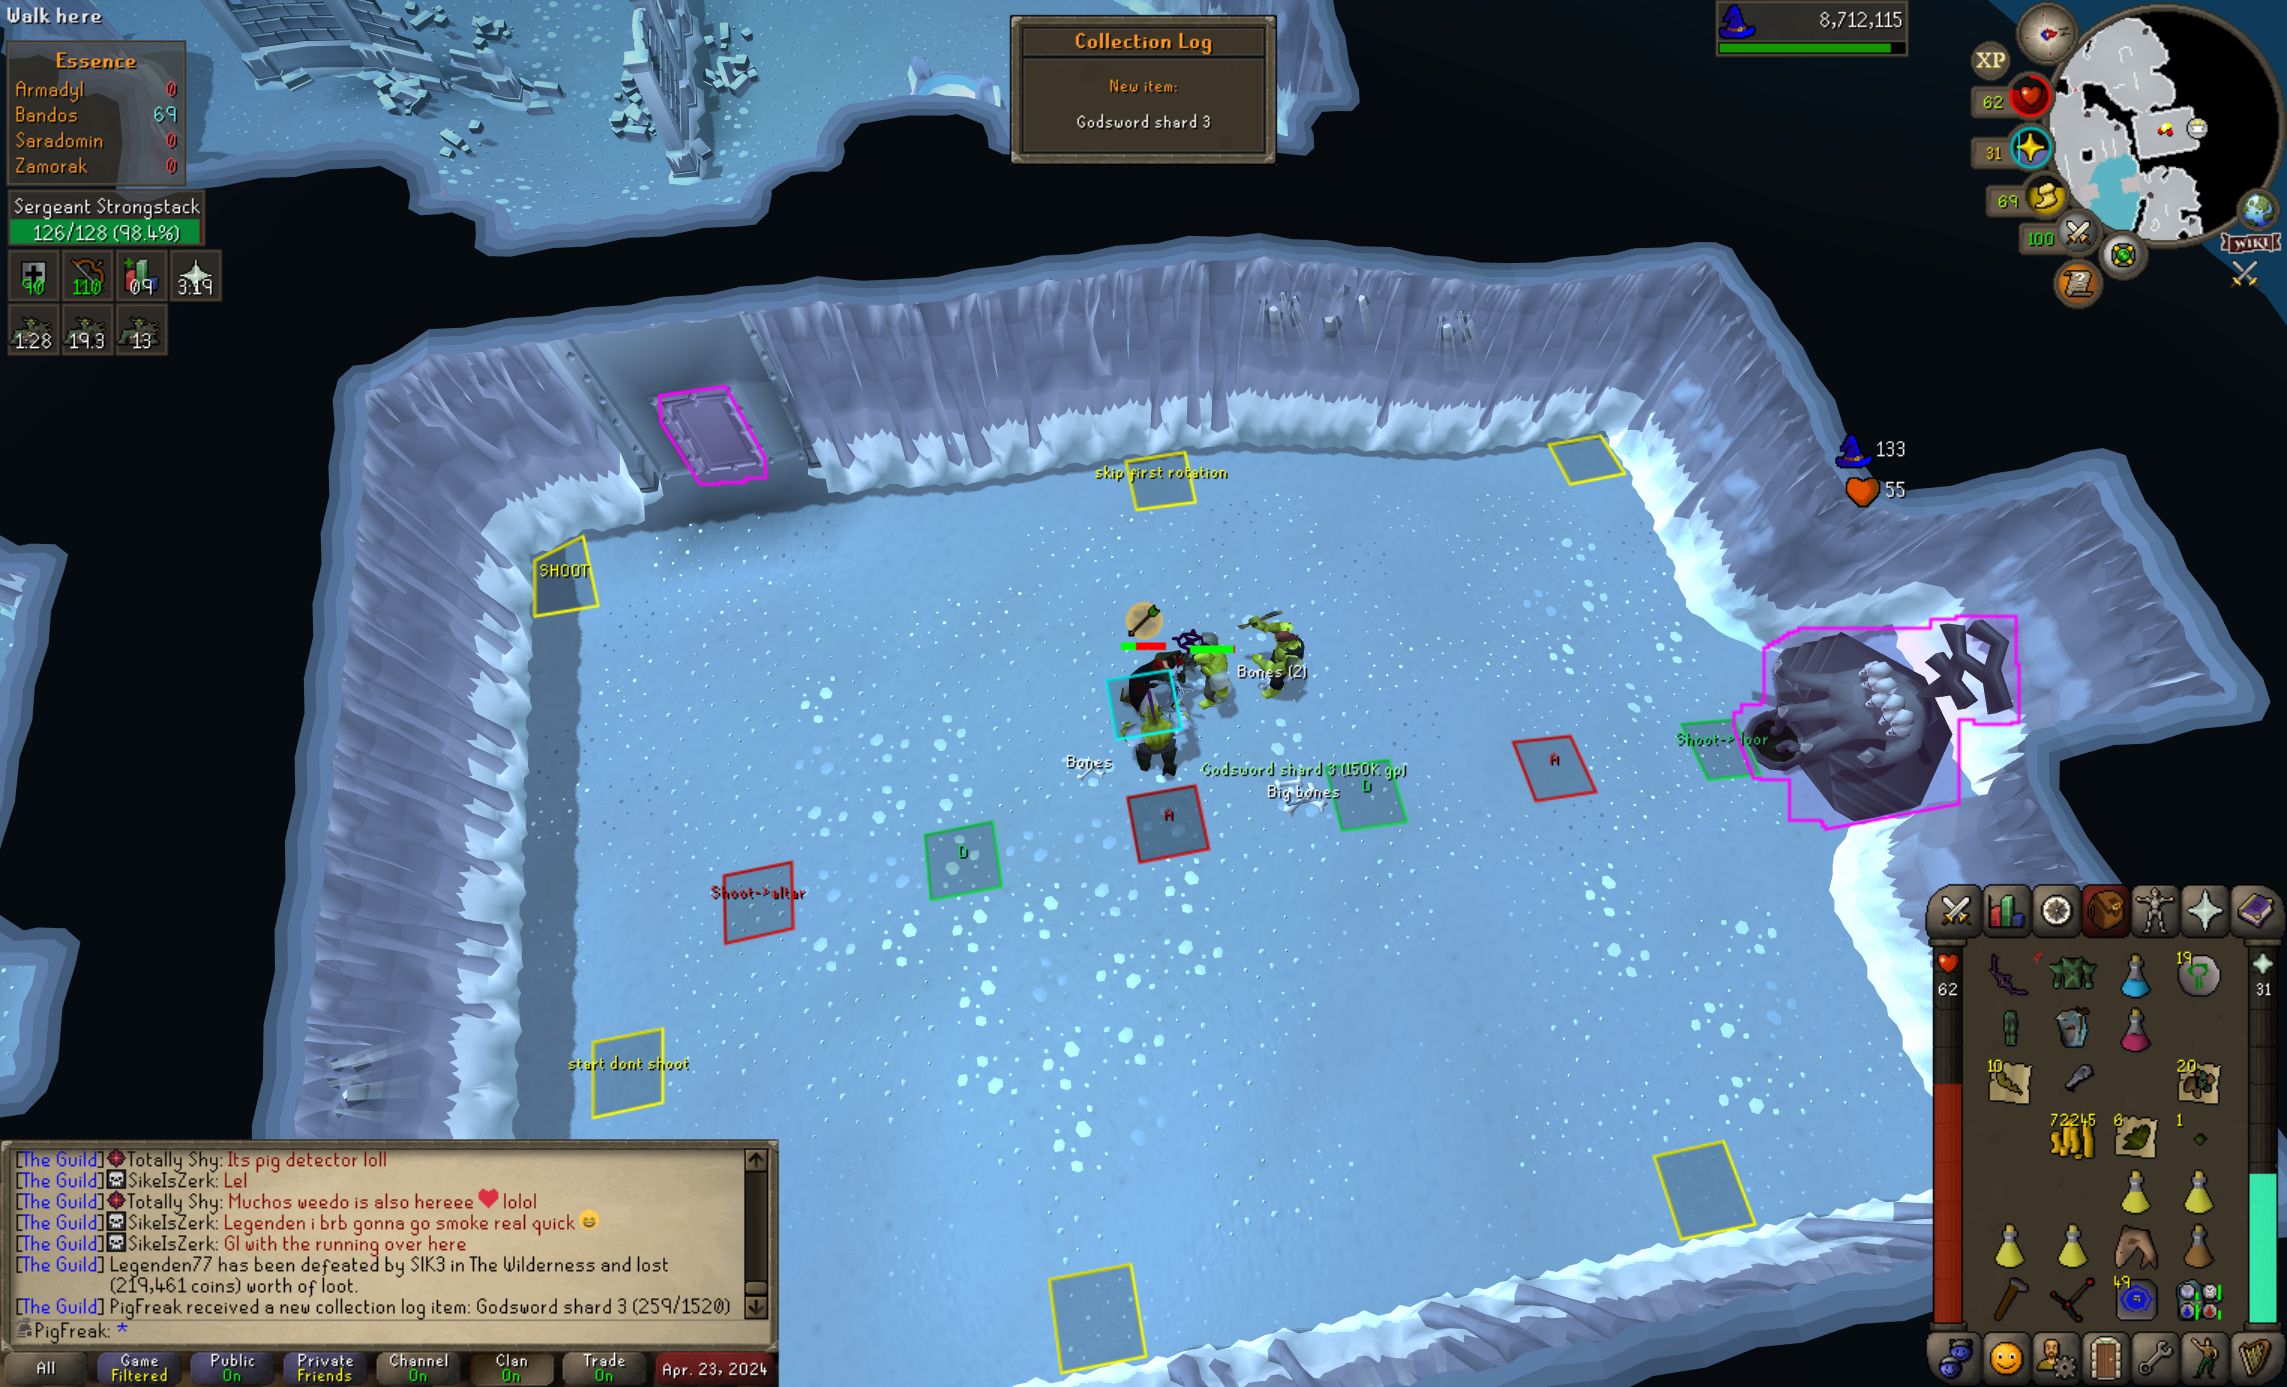 Walk here
Essence
Armadyl 0
Bandos 69
Saradomin 0
Zamorak 0
Sergeant Strongstack
126/128 (98.4%)
90 110 09 3:19
1:28 19.3 13
Collection Log
New item:
Godsword shard 3
8,712,115
XP
62
31
69
100
WIKI
133
55
skip first rotation
SHOOT
Bones (2)
Bones
Godsword shard 3 (150K gp)
Big bones
D
A
A
D
Shoot->door
Shoot->altar
start dont shoot
62
31
19
10
20
72245
6
1
49
[The Guild] Totally Shy: Its pig detector loll
[The Guild] SikeIsZerk: Lel
[The Guild] Totally Shy: Muchos weedo is also hereee lolol
[The Guild] SikeIsZerk: Legenden i brb gonna go smoke real quick
[The Guild] SikeIsZerk: Gl with the running over here
[The Guild] Legenden77 has been defeated by SIK3 in The Wilderness and lost
(219,461 coins) worth of loot.
[The Guild] PigFreak received a new collection log item: Godsword shard 3 (259/1520)
PigFreak: *
All
Game
Filtered
Public
On
Private
Friends
Channel
On
Clan
On
Trade
On
Apr. 23, 2024